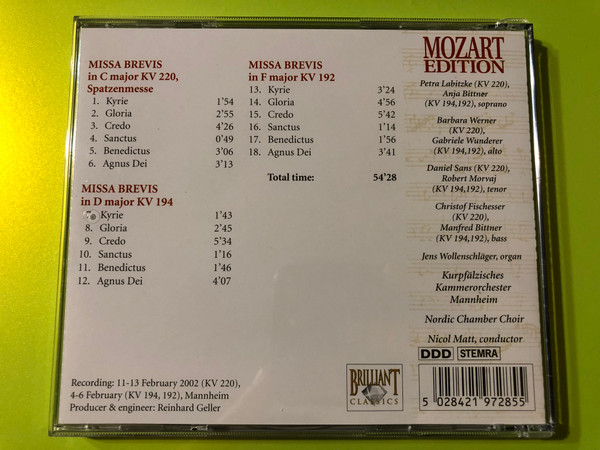 MISSA BREVIS
in C major KV 220,
Spatzenmesse
1. Kyrie 1'54
2. Gloria 2'55
3. Credo 4'26
4. Sanctus 0'49
5. Benedictus 3'06
6. Agnus Dei 3'13
MISSA BREVIS
in D major KV 194
Kyrie 1'43
8. Gloria 2'45
9. Credo 5'34
10. Sanctus 1'16
11. Benedictus 1'46
12. Agnus Dei 4'07
MISSA BREVIS
in F major KV 192
13. Kyrie 3'24
14. Gloria 4'56
15. Credo 5'42
16. Sanctus 1'14
17. Benedictus 1'56
18. Agnus Dei 3'41
Total time: 54'28
MOZART
EDITION
Petra Labitzke (KV 220),
Anja Bittner
(KV 194,192), soprano
Barbara Werner
(KV 220),
Gabriele Wunderer
(KV 194,192), alto
Daniel Sans (KV 220),
Robert Morvaj
(KV 194,192), tenor
Christof Fischesser
(KV 220),
Manfred Bittner
(KV 194,192), bass
Jens Wollenschläger, organ
Kurpfälzisches
Kammerorchester
Mannheim
Nordic Chamber Choir
Nicol Matt, conductor
DDD STEMRA
Recording: 11-13 February 2002 (KV 220),
4-6 February (KV 194, 192), Mannheim
Producer & engineer: Reinhard Geller
BRILLIANT
CLASSICS
5 028421 972855